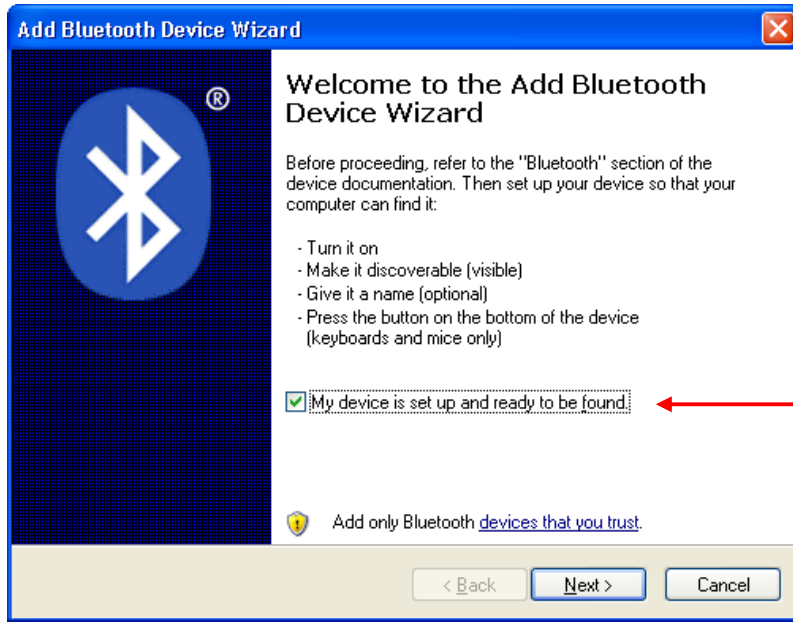 Add Bluetooth Device Wizard
®
Welcome to the Add Bluetooth
Device Wizard
Before proceeding, refer to the "Bluetooth" section of the
device documentation. Then set up your device so that your
computer can find it:
- Turn it on
- Make it discoverable (visible)
- Give it a name (optional)
- Press the button on the bottom of the device
(keyboards and mice only)
My device is set up and ready to be found.
Add only Bluetooth devices that you trust.
< Back Next > Cancel